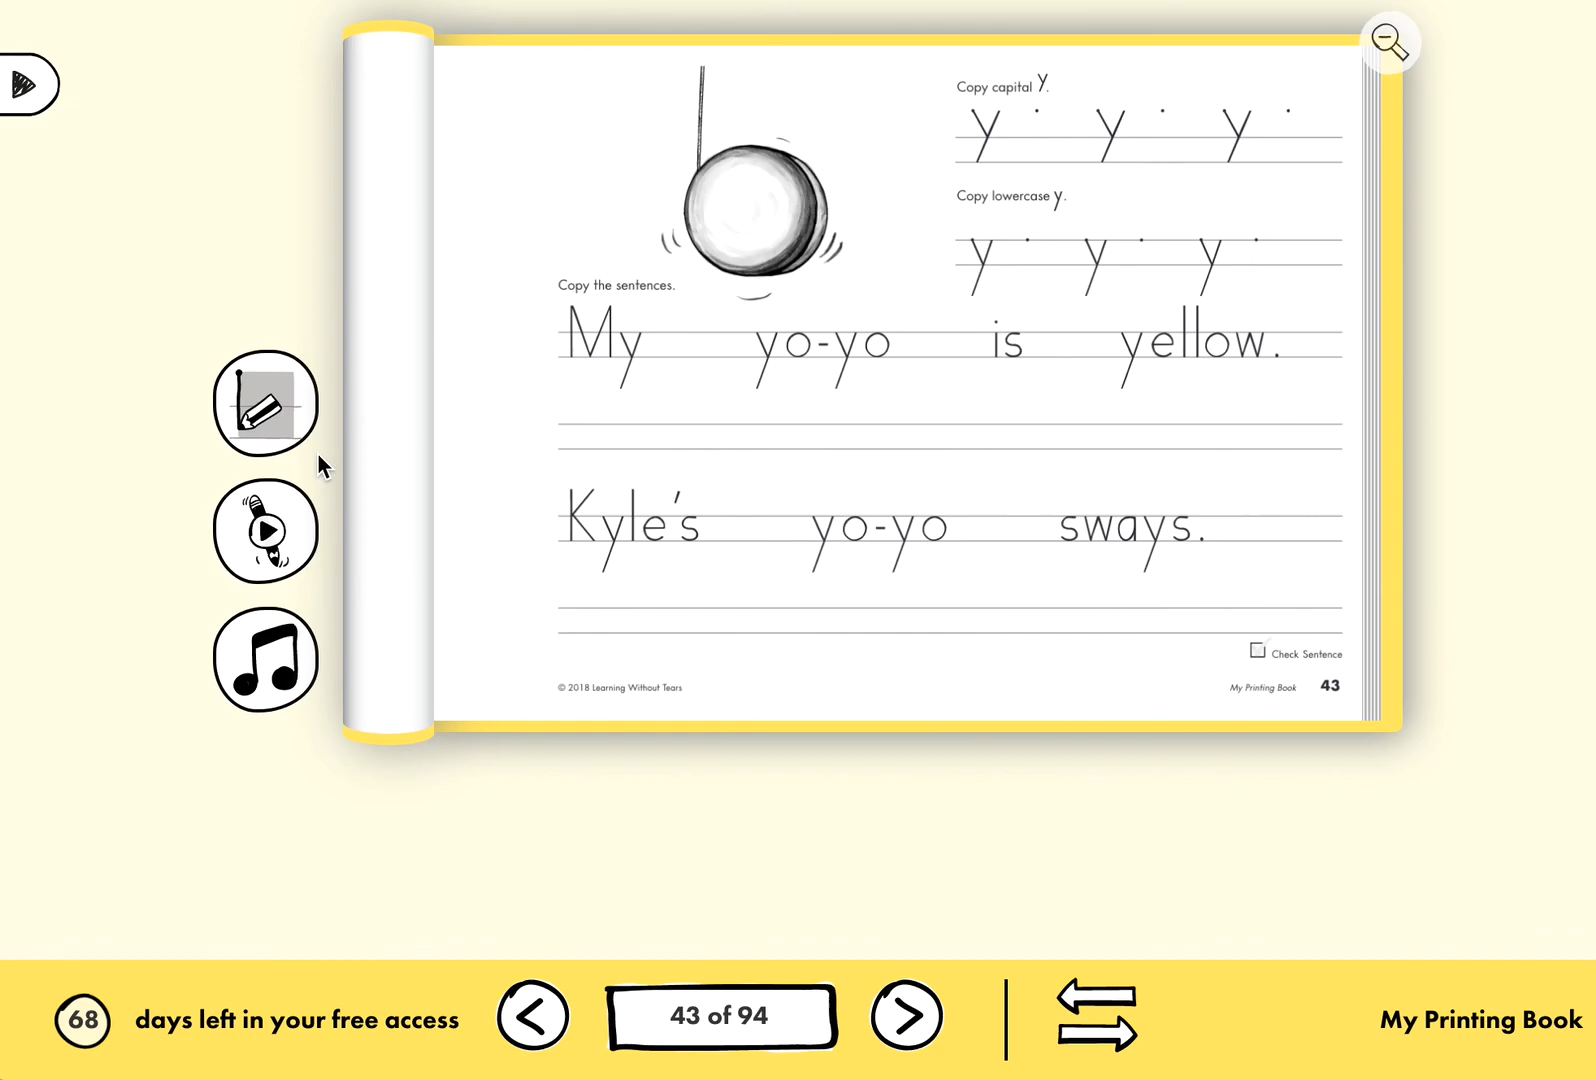 Copy capital Y.
Y Y Y
Copy lowercase y.
y y y
Copy the sentences.
My yo-yo is yellow.
Kyle's yo-yo sways.
Check Sentence
© 2018 Learning Without Tears
My Printing Book 43
68 days left in your free access
43 of 94
My Printing Book